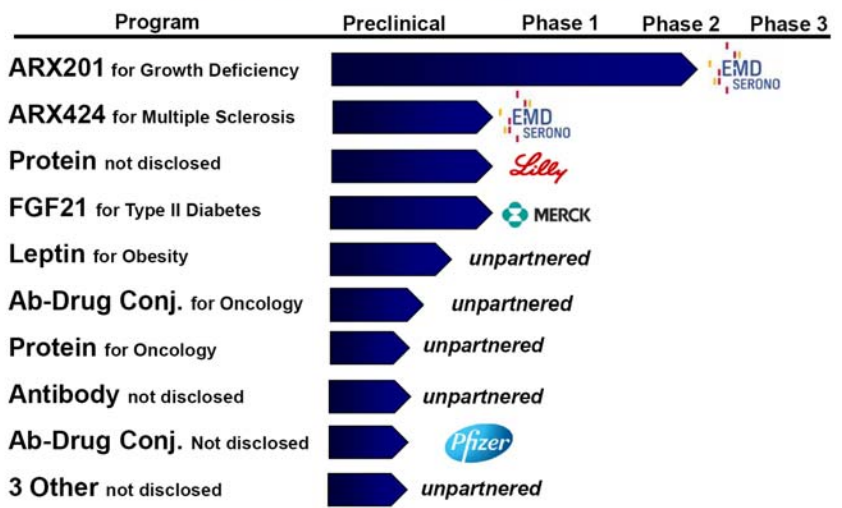 Program Preclinical Phase 1 Phase 2 Phase 3
ARX201 for Growth Deficiency EMD SERONO
ARX424 for Multiple Sclerosis EMD SERONO
Protein not disclosed Lilly
FGF21 for Type II Diabetes MERCK
Leptin for Obesity unpartnered
Ab-Drug Conj. for Oncology unpartnered
Protein for Oncology unpartnered
Antibody not disclosed unpartnered
Ab-Drug Conj. Not disclosed Pfizer
3 Other not disclosed unpartnered